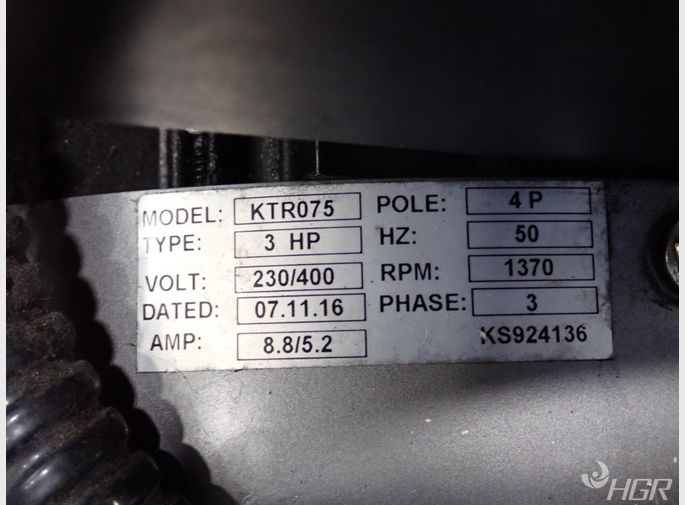 MODEL: KTR075 POLE: 4 P
TYPE: 3 HP HZ: 50
VOLT: 230/400 RPM: 1370
DATED: 07.11.16 PHASE: 3
AMP: 8.8/5.2 KS924136
HGR